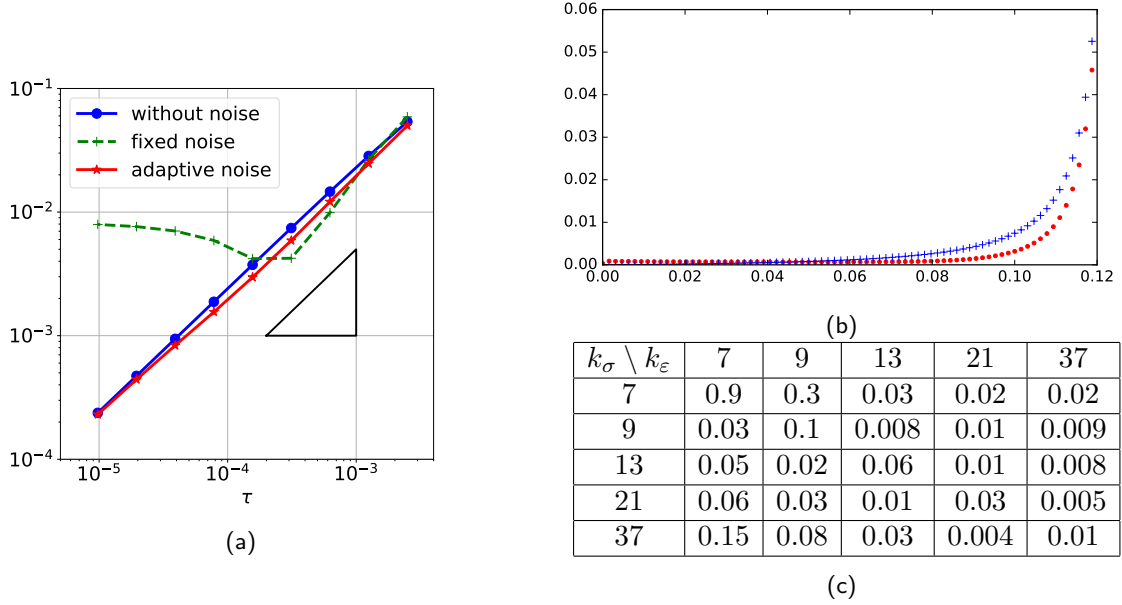 10⁻¹
10⁻²
10⁻³
10⁻⁴
without noise
fixed noise
adaptive noise
10⁻⁵ 10⁻⁴ 10⁻³
τ
(a)
0.06
0.05
0.04
0.03
0.02
0.01
0.00
0.00 0.02 0.04 0.06 0.08 0.10 0.12
(b)
k_σ \ k_ε 7 9 13 21 37
7 0.9 0.3 0.03 0.02 0.02
9 0.03 0.1 0.008 0.01 0.009
13 0.05 0.02 0.06 0.01 0.008
21 0.06 0.03 0.01 0.03 0.005
37 0.15 0.08 0.03 0.004 0.01
(c)